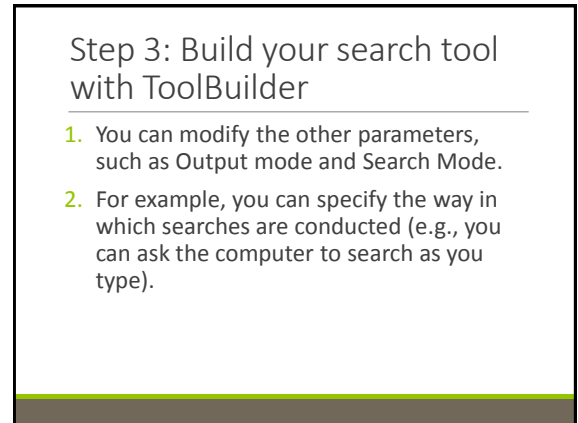 Step 3: Build your search tool
with ToolBuilder
1. You can modify the other parameters,
such as Output mode and Search Mode.
2. For example, you can specify the way in
which searches are conducted (e.g., you
can ask the computer to search as you
type).